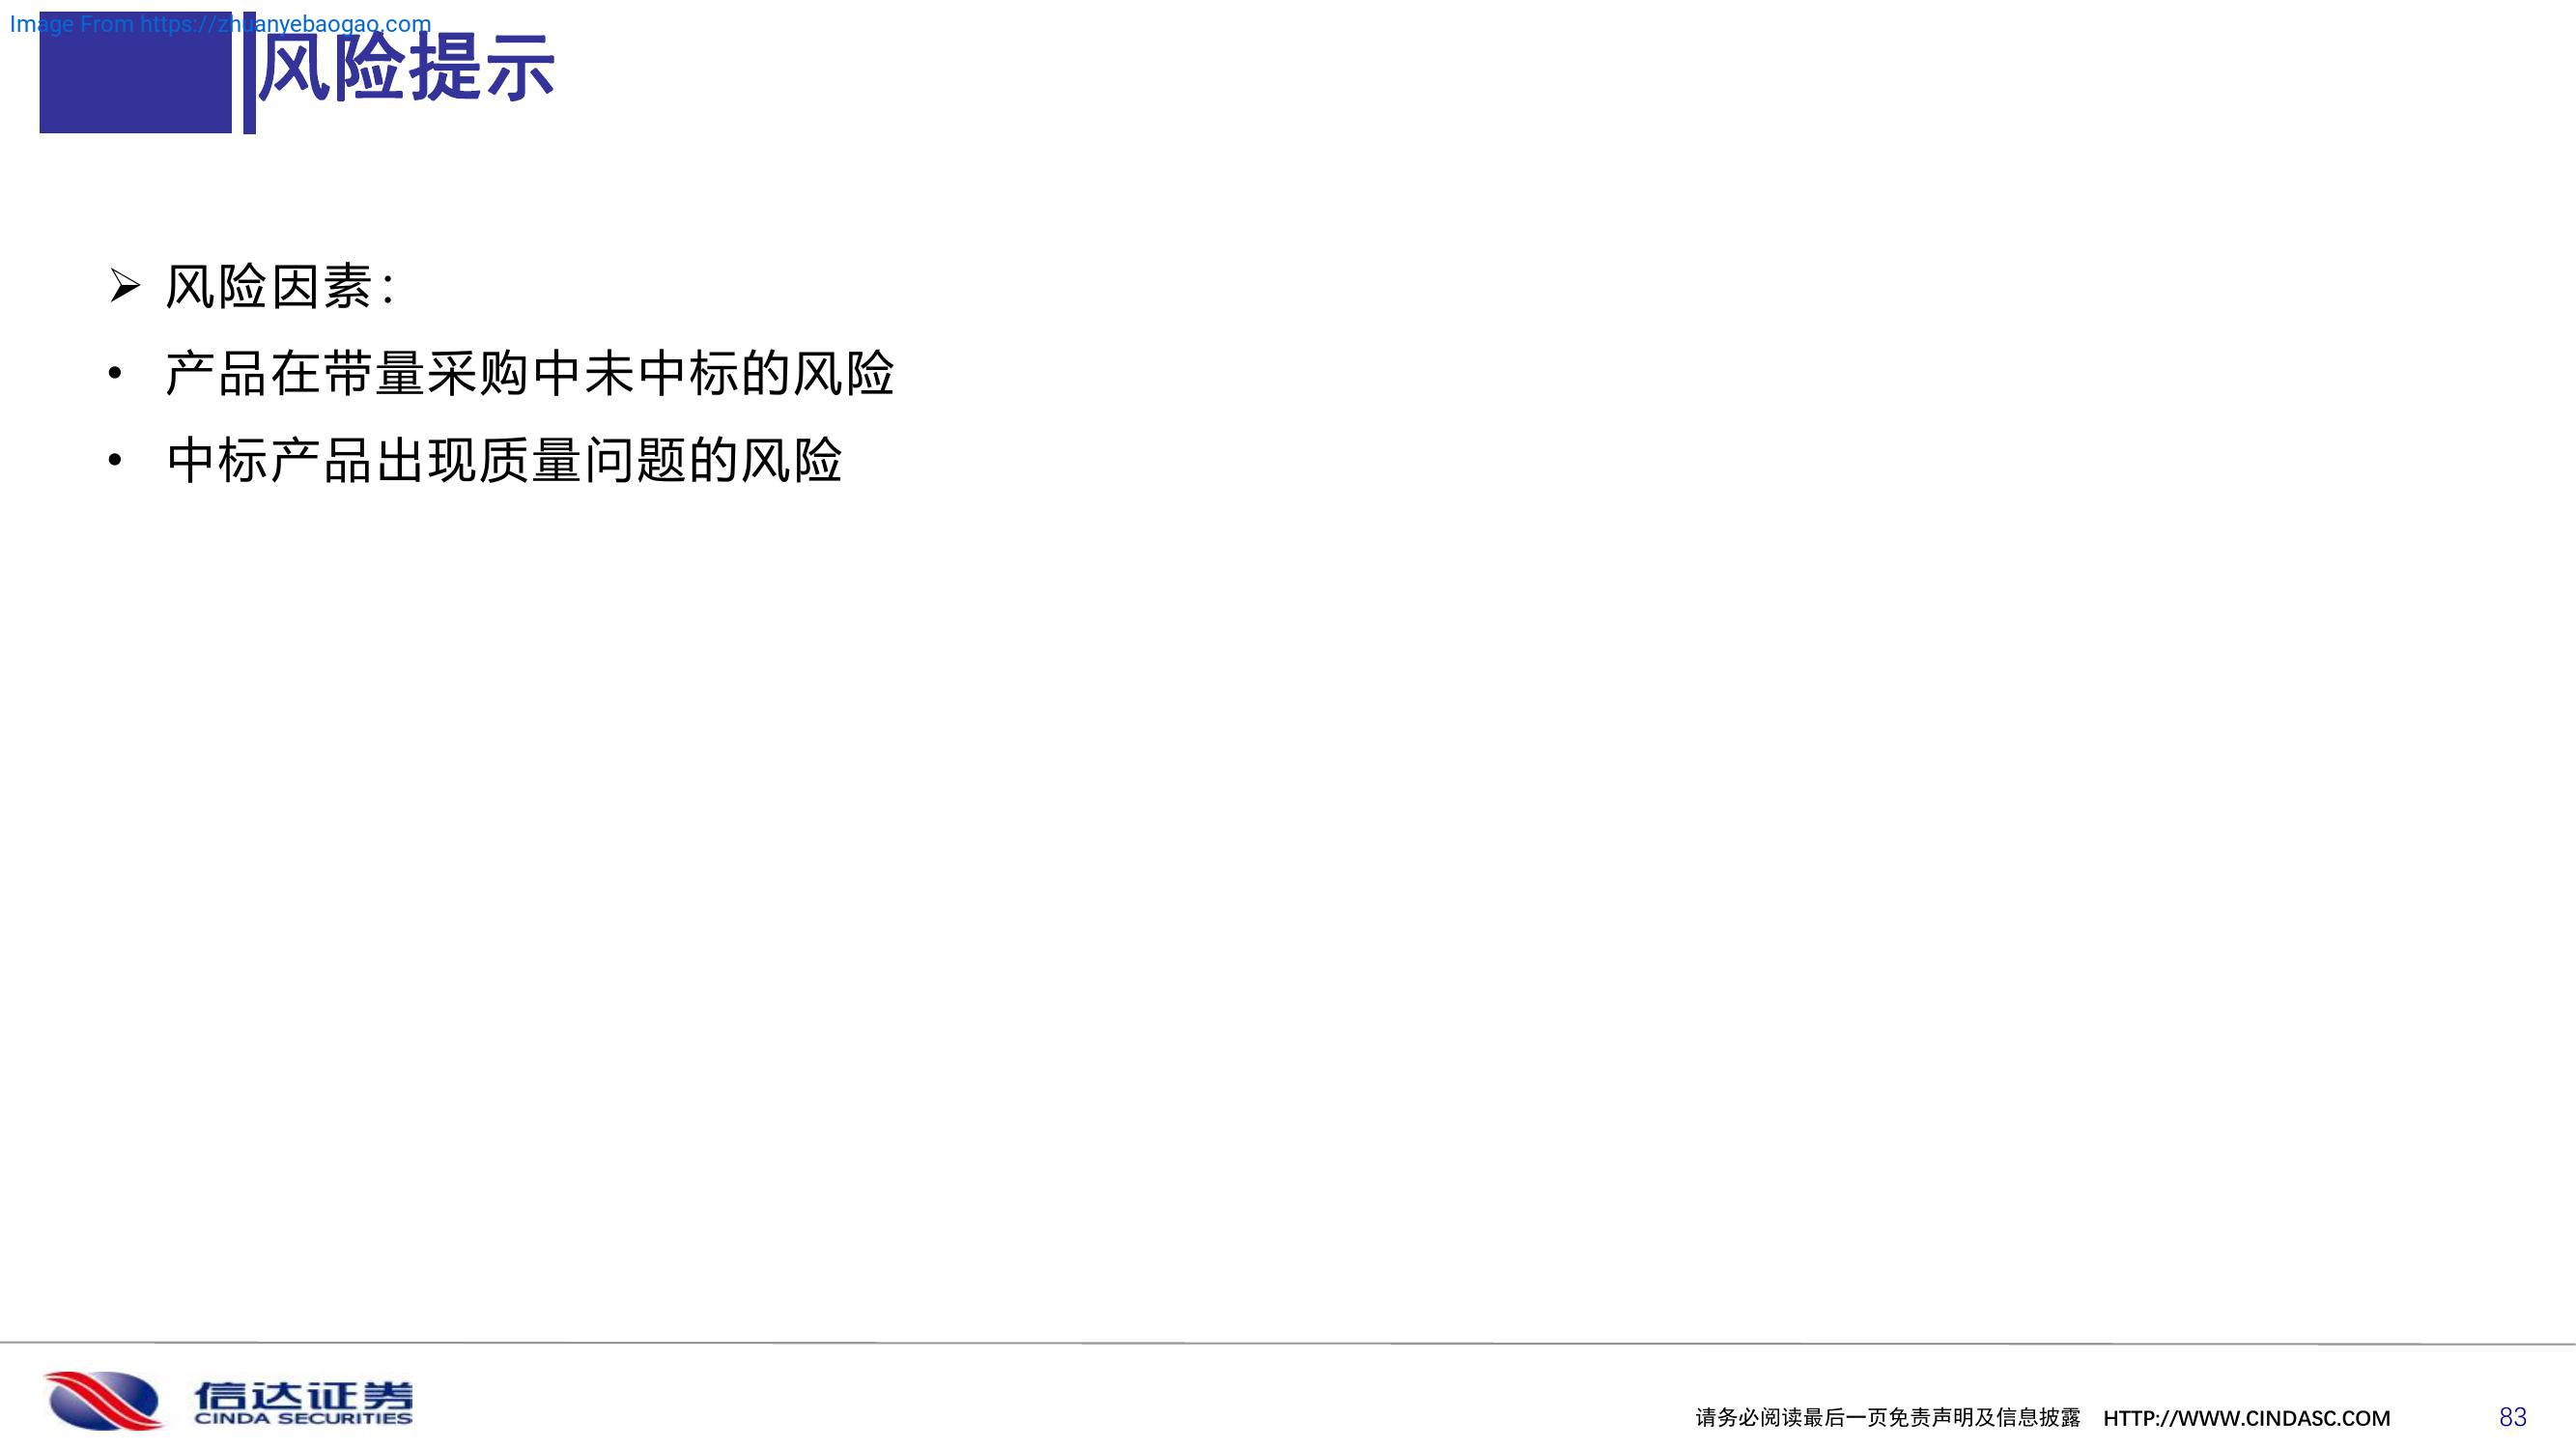 Image From https://zhuanyebaogao.com
风险提示
➢ 风险因素：
• 产品在带量采购中未中标的风险
• 中标产品出现质量问题的风险
信达证券
CINDA SECURITIES
请务必阅读最后一页免责声明及信息披露 HTTP://WWW.CINDASC.COM 83